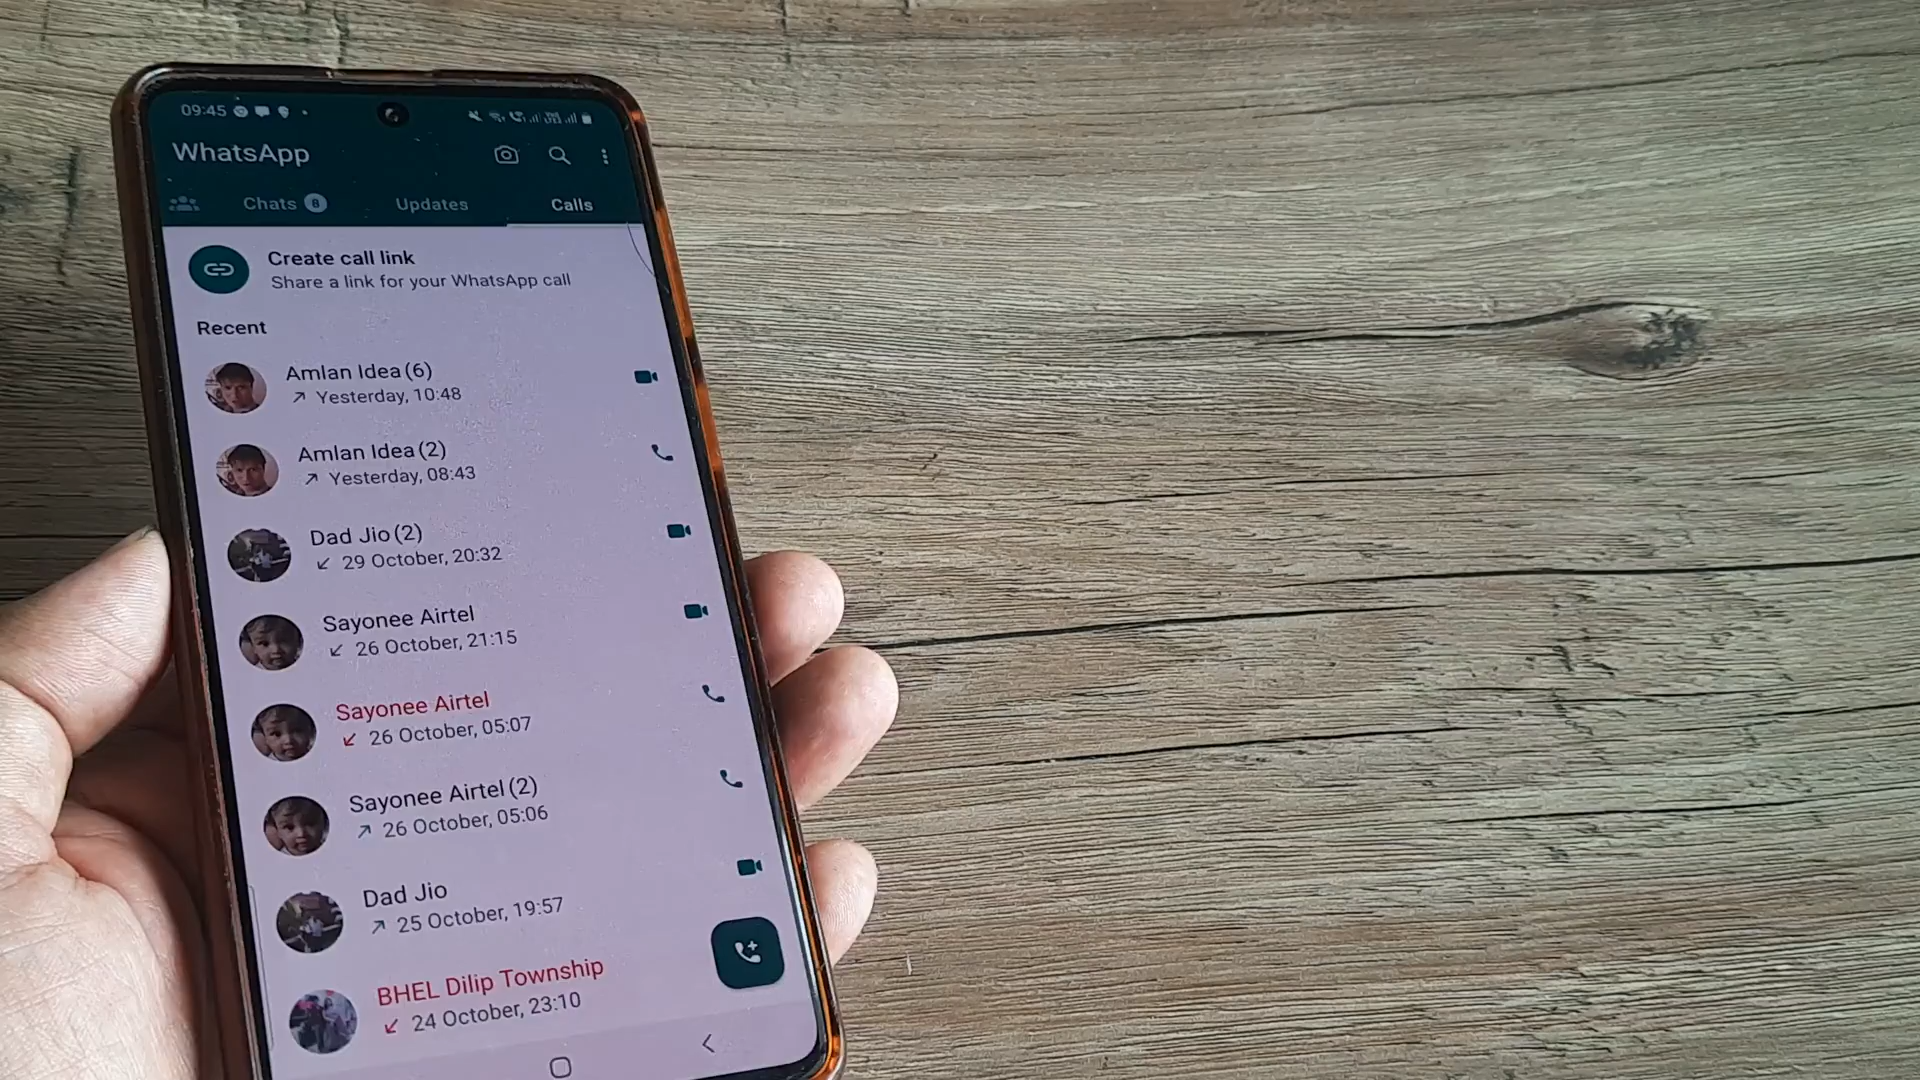 09:45
WhatsApp
Chats 8 Updates Calls
Create call link
Share a link for your WhatsApp call
Recent
Amlan Idea (6)
Yesterday, 10:48
Amlan Idea (2)
Yesterday, 08:43
Dad Jio (2)
29 October, 20:32
Sayonee Airtel
26 October, 21:15
Sayonee Airtel
26 October, 05:07
Sayonee Airtel (2)
26 October, 05:06
Dad Jio
25 October, 19:57
BHEL Dilip Township
24 October, 23:10